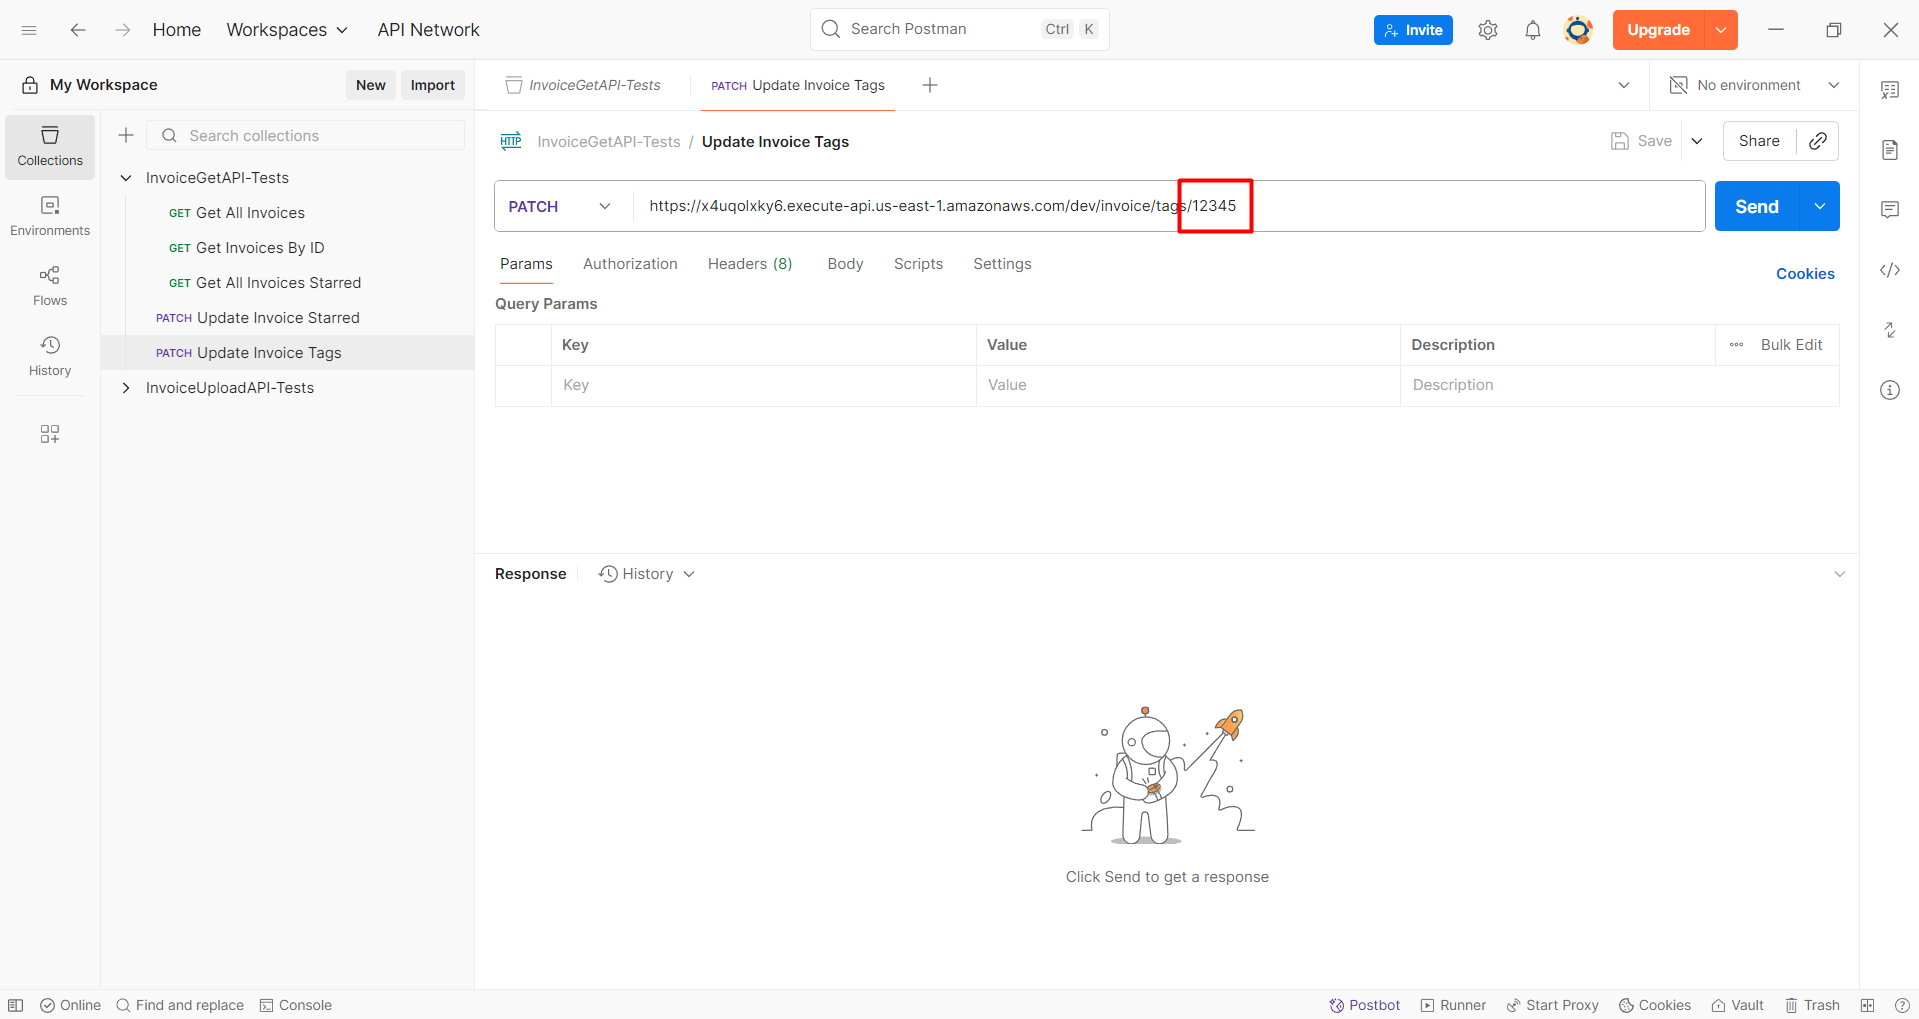 Home
Workspaces
API Network
Search Postman
Ctrl
K
Invite
Upgrade
My Workspace
New
Import
InvoiceGetAPI-Tests
PATCH Update Invoice Tags
No environment
Collections
Environments
Flows
History
Search collections
InvoiceGetAPI-Tests
GET Get All Invoices
GET Get Invoices By ID
GET Get All Invoices Starred
PATCH Update Invoice Starred
PATCH Update Invoice Tags
InvoiceUploadAPI-Tests
HTTP InvoiceGetAPI-Tests / Update Invoice Tags
Save
Share
PATCH
https://x4uqolxky6.execute-api.us-east-1.amazonaws.com/dev/invoice/tags/12345
Send
Params
Authorization
Headers (8)
Body
Scripts
Settings
Cookies
Query Params
Key
Value
Description
Bulk Edit
Key
Value
Description
Response
History
Click Send to get a response
Online
Find and replace
Console
Postbot
Runner
Start Proxy
Cookies
Vault
Trash